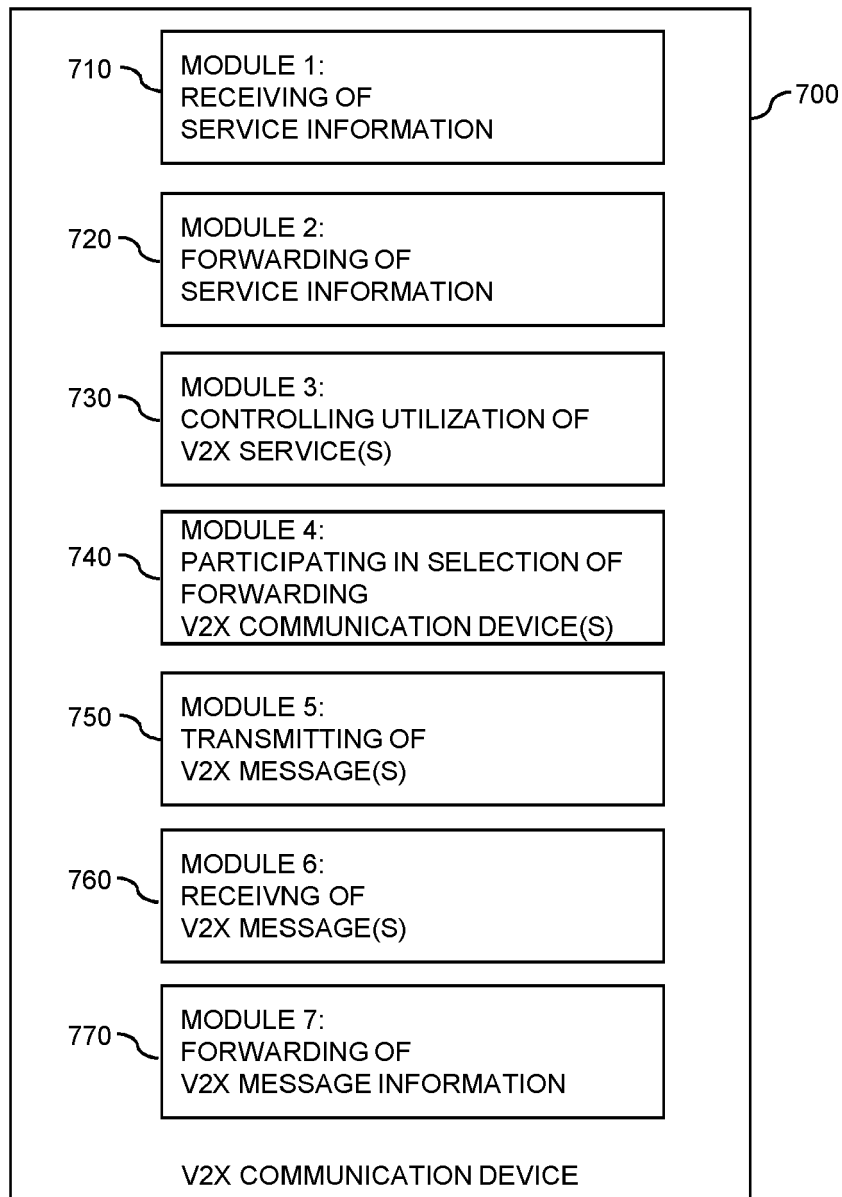 710
MODULE 1:
RECEIVING OF
SERVICE INFORMATION
700
720
MODULE 2:
FORWARDING OF
SERVICE INFORMATION
730
MODULE 3:
CONTROLLING UTILIZATION OF
V2X SERVICE(S)
740
MODULE 4:
PARTICIPATING IN SELECTION OF
FORWARDING
V2X COMMUNICATION DEVICE(S)
750
MODULE 5:
TRANSMITTING OF
V2X MESSAGE(S)
760
MODULE 6:
RECEIVNG OF
V2X MESSAGE(S)
770
MODULE 7:
FORWARDING OF
V2X MESSAGE INFORMATION
V2X COMMUNICATION DEVICE